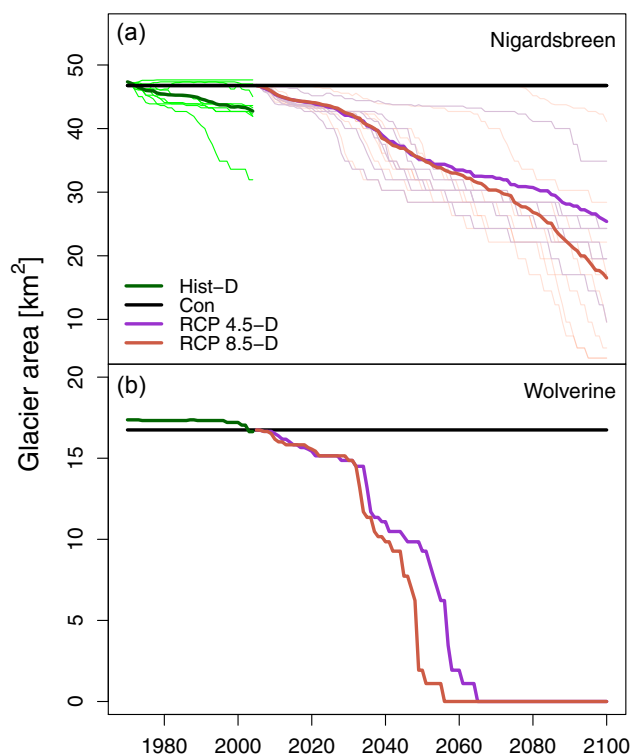 (a)
Nigardsbreen
50
40
30
20
10
Hist−D
Con
RCP 4.5−D
RCP 8.5−D
Glacier area [km²]
(b)
Wolverine
20
15
10
5
0
1980 2000 2020 2040 2060 2080 2100